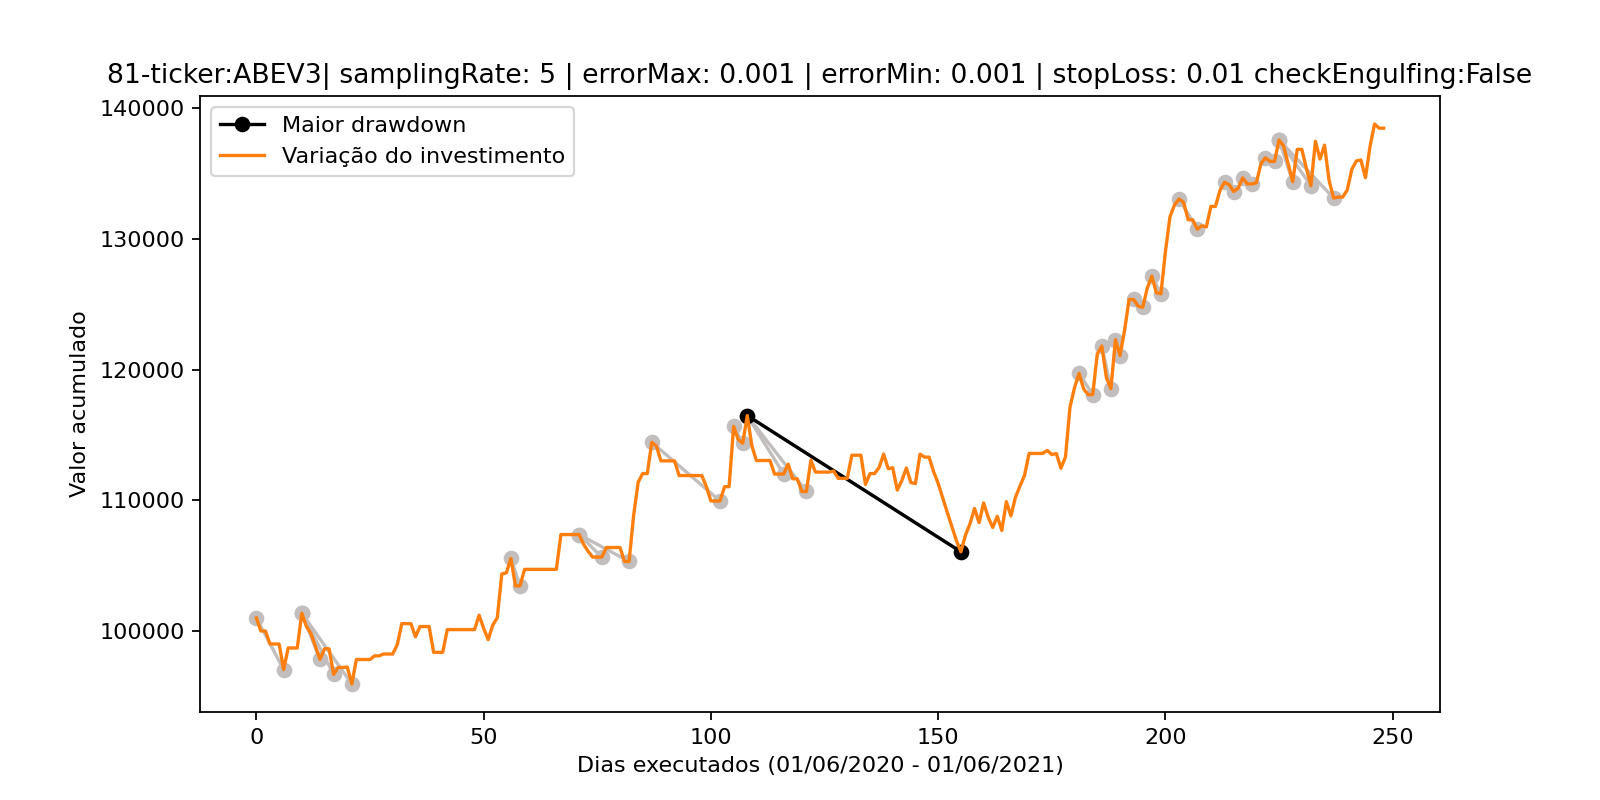 81-ticker:ABEV3| samplingRate: 5 | errorMax: 0.001 | errorMin: 0.001 | stopLoss: 0.01 checkEngulfing:False
Maior drawdown
Variação do investimento
140000
130000
120000
110000
100000
Valor acumulado
0 50 100 150 200 250
Dias executados (01/06/2020 - 01/06/2021)